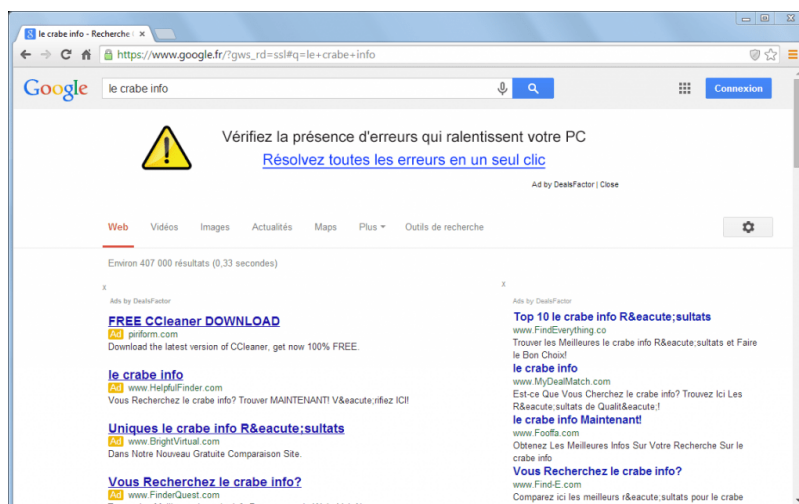 le crabe info - Recherche
https://www.google.fr/?gws_rd=ssl#q=le+crabe+info
Google
le crabe info
Connexion
Vérifiez la présence d'erreurs qui ralentissent votre PC
Résolvez toutes les erreurs en un seul clic
Ad by DealsFactor | Close
Web Vidéos Images Actualités Maps Plus Outils de recherche
Environ 407 000 résultats (0,33 secondes)
x
Ads by DealsFactor
FREE CCleaner DOWNLOAD
Ad piriform.com
Download the latest version of CCleaner, get now 100% FREE.
le crabe info
Ad www.HelpfulFinder.com
Vous Recherchez le crabe info? Trouver MAINTENANT! V&eacute;rifiez ICI!
Uniques le crabe info R&eacute;sultats
Ad www.BrightVirtual.com
Dans Notre Nouveau Gratuite Comparaison Site.
Vous Recherchez le crabe info?
Ad www.FinderQuest.com
x
Ads by DealsFactor
Top 10 le crabe info R&eacute;sultats
www.FindEverything.co
Trouver les Meilleures le crabe info R&eacute;sultats et Faire
le Bon Choix!
le crabe info
www.MyDealMatch.com
Est-ce Que Vous Cherchez le crabe info? Trouvez Ici Les
R&eacute;sultats de Qualit&eacute;!
le crabe info Maintenant!
www.Fooffa.com
Obtenez Les Meilleures Infos Sur Votre Recherche Sur le
crabe info
Vous Recherchez le crabe info?
www.Find-E.com
Comparez ici les meilleurs r&eacute;sultats pour le crabe